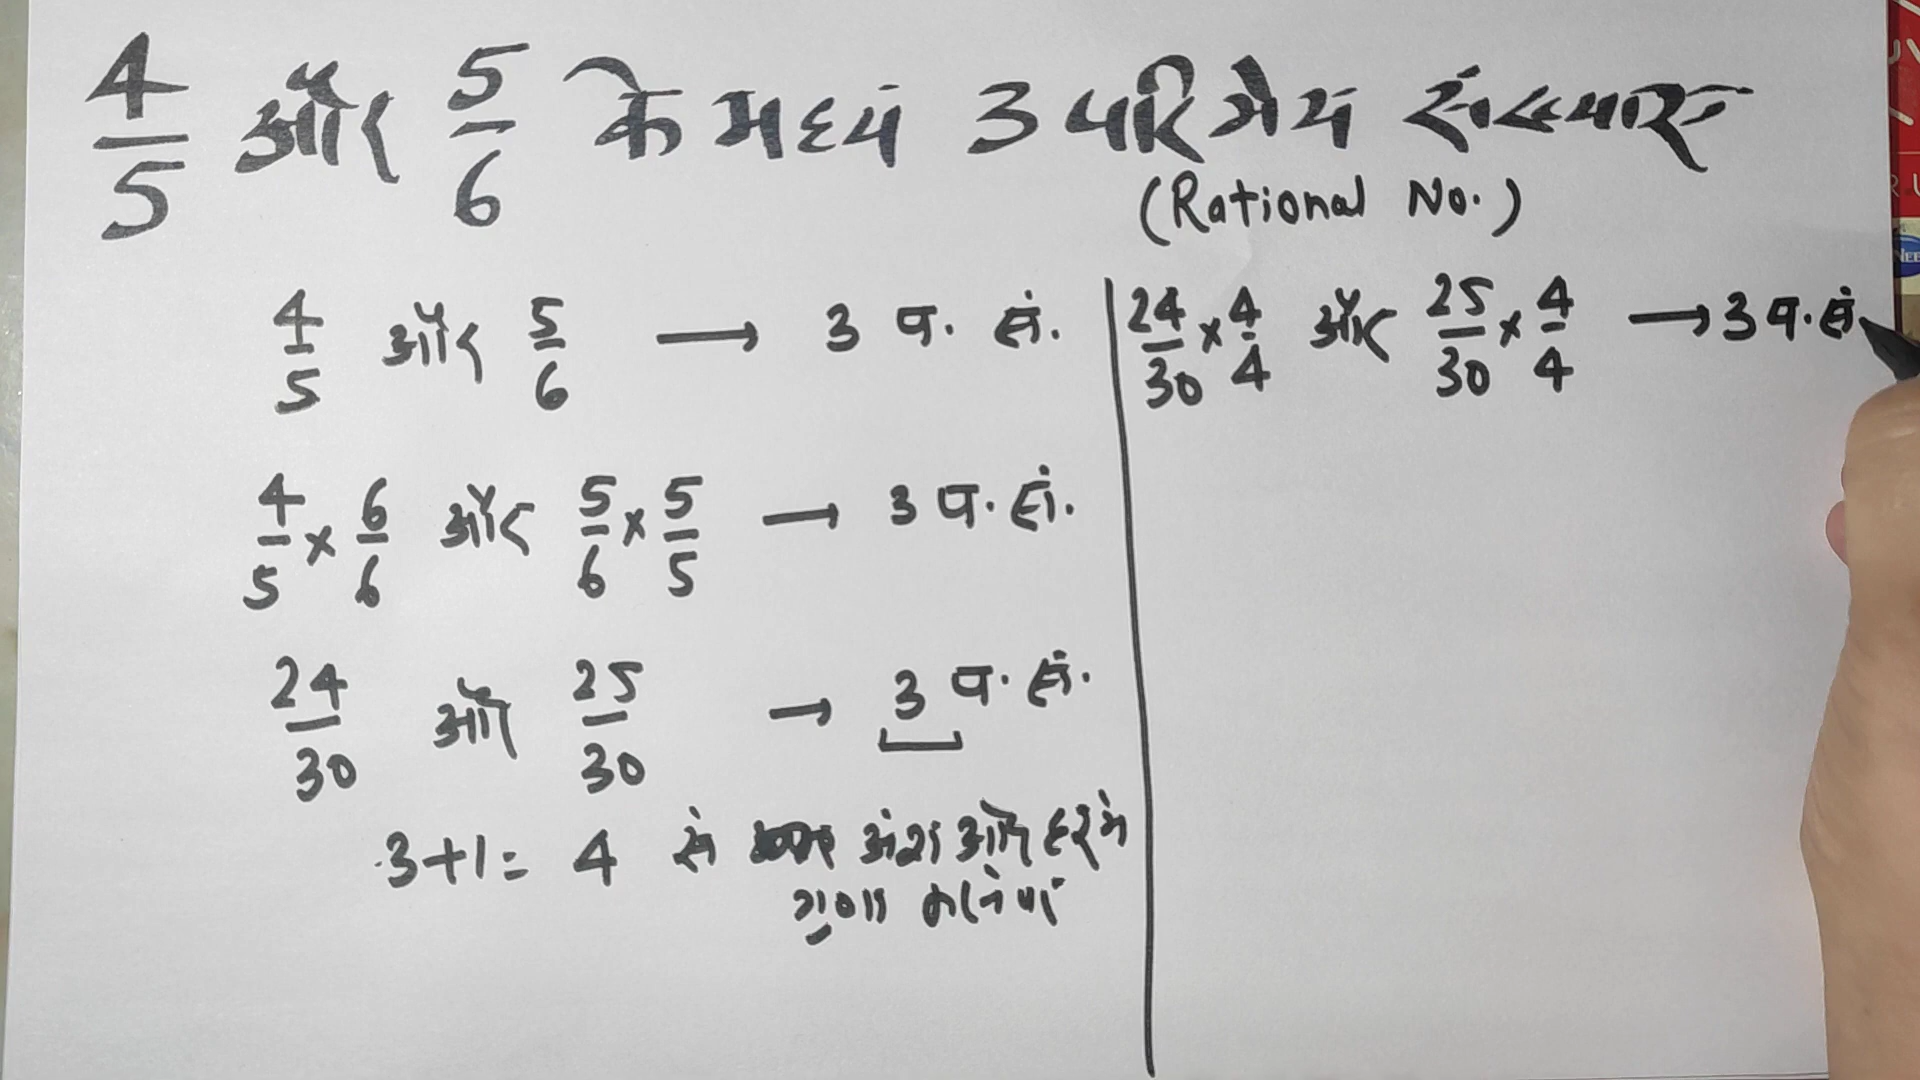 4/5 और 5/6 के मध्य 3 परिमेय संख्याएं
(Rational No.)
4/5 और 5/6 → 3 प. सं.
4/5 × 6/6 और 5/6 × 5/5 → 3 प. सं.
24/30 और 25/30 → 3 प. सं.
3+1= 4 से अंश और हर में
गुणा करने पर
24/30 × 4/4 और 25/30 × 4/4 → 3 प. सं.